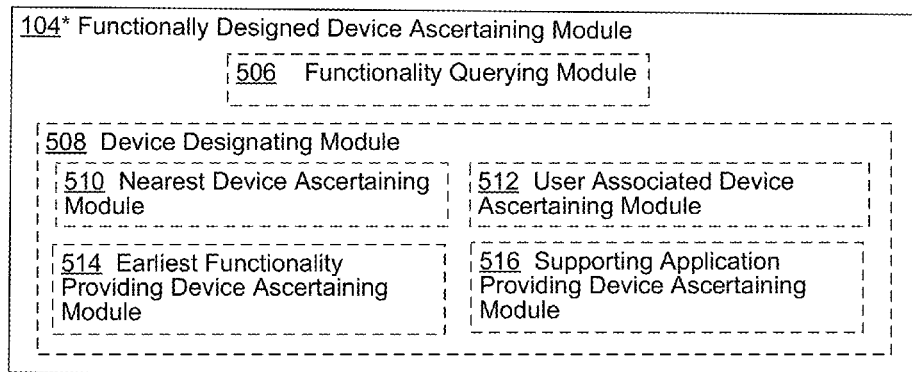 104* Functionally Designed Device Ascertaining Module
506 Functionality Querying Module
508 Device Designating Module
510 Nearest Device Ascertaining
Module
512 User Associated Device
Ascertaining Module
514 Earliest Functionality
Providing Device Ascertaining
Module
516 Supporting Application
Providing Device Ascertaining
Module